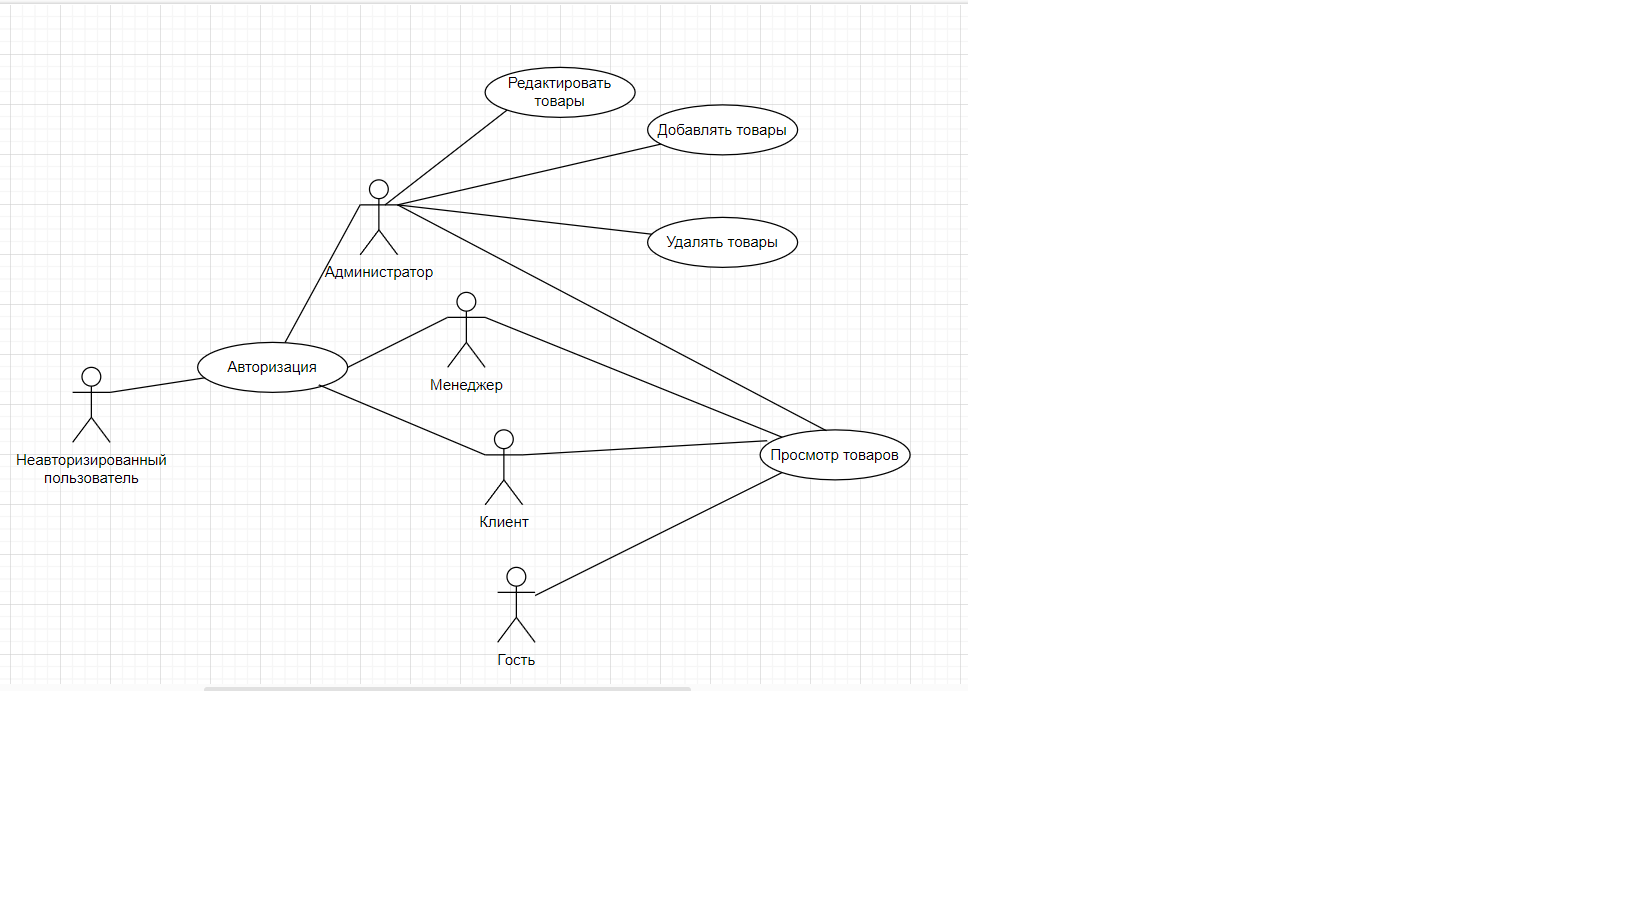 Редактировать
товары
Добавлять товары
Удалять товары
Администратор
Авторизация
Менеджер
Неавторизированный
пользователь
Просмотр товаров
Клиент
Гость